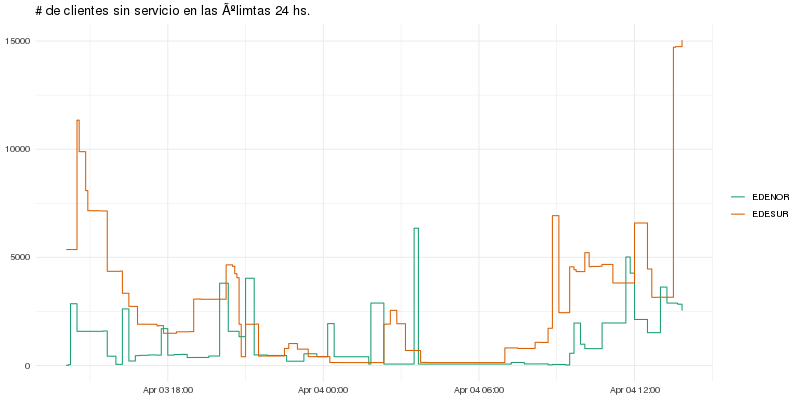 # de clientes sin servicio en las Ãºlimtas 24 hs.
15000
10000
5000
0
Apr 03 18:00
Apr 04 00:00
Apr 04 06:00
Apr 04 12:00
EDENOR
EDESUR